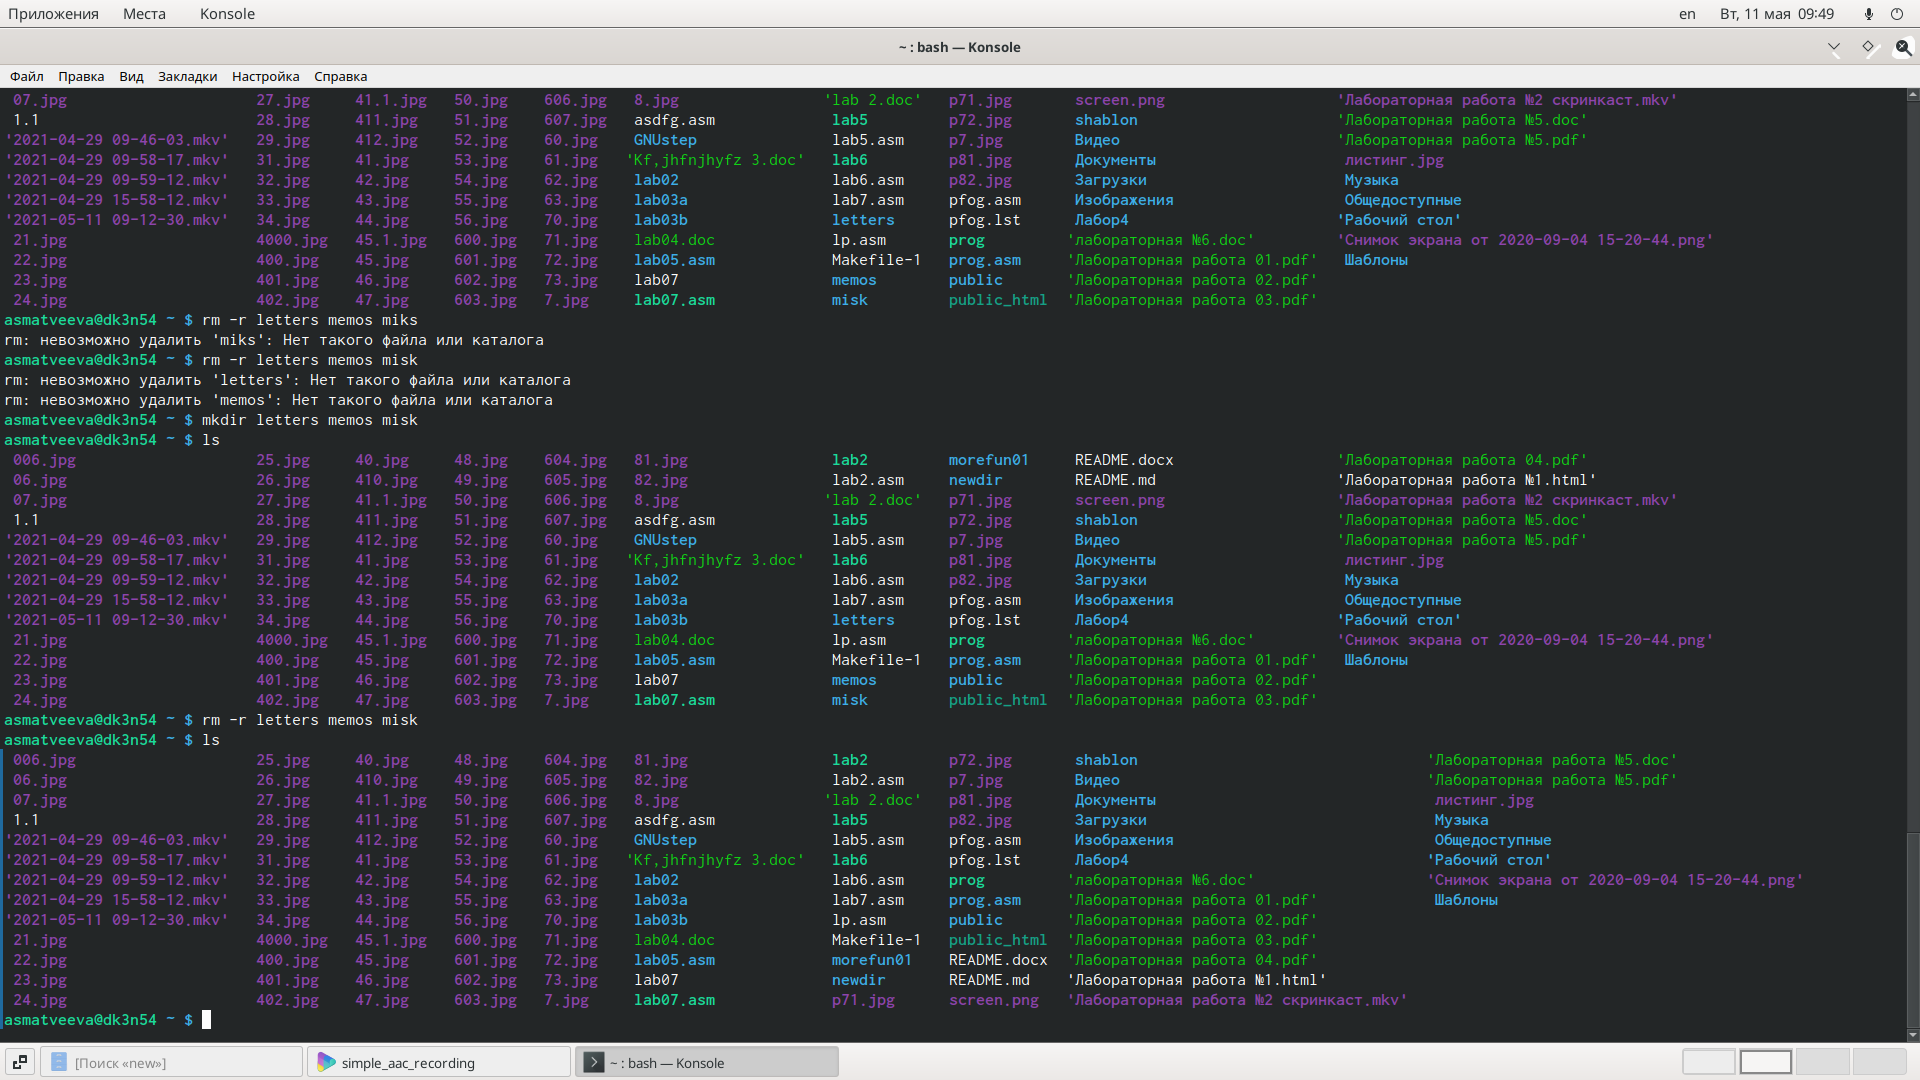 Приложения Места Konsole en Вт, 11 мая 09:49
~ : bash — Konsole
Файл Правка Вид Закладки Настройка Справка
07.jpg 27.jpg 41.1.jpg 50.jpg 606.jpg 8.jpg 'lab 2.doc' p71.jpg screen.png 'Лабораторная работа №2 скринкаст.mkv'
1.1 28.jpg 411.jpg 51.jpg 607.jpg asdfg.asm lab5 p72.jpg shablon 'Лабораторная работа №5.doc'
'2021-04-29 09-46-03.mkv' 29.jpg 412.jpg 52.jpg 60.jpg GNUstep lab5.asm p7.jpg Видео 'Лабораторная работа №5.pdf'
'2021-04-29 09-58-17.mkv' 31.jpg 41.jpg 53.jpg 61.jpg 'Kf,jhfnjhyfz 3.doc' lab6 p81.jpg Документы листинг.jpg
'2021-04-29 09-59-12.mkv' 32.jpg 42.jpg 54.jpg 62.jpg lab02 lab6.asm p82.jpg Загрузки Музыка
'2021-04-29 15-58-12.mkv' 33.jpg 43.jpg 55.jpg 63.jpg lab03a lab7.asm pfog.asm Изображения Общедоступные
'2021-05-11 09-12-30.mkv' 34.jpg 44.jpg 56.jpg 70.jpg lab03b letters pfog.lst Лабор4 'Рабочий стол'
21.jpg 4000.jpg 45.1.jpg 600.jpg 71.jpg lab04.doc lp.asm prog 'лабораторная №6.doc' 'Снимок экрана от 2020-09-04 15-20-44.png'
22.jpg 400.jpg 45.jpg 601.jpg 72.jpg lab05.asm Makefile-1 prog.asm 'Лабораторная работа 01.pdf' Шаблоны
23.jpg 401.jpg 46.jpg 602.jpg 73.jpg lab07 memos public 'Лабораторная работа 02.pdf'
24.jpg 402.jpg 47.jpg 603.jpg 7.jpg lab07.asm misk public_html 'Лабораторная работа 03.pdf'
asmatveeva@dk3n54 ~ $ rm -r letters memos miks
rm: невозможно удалить 'miks': Нет такого файла или каталога
asmatveeva@dk3n54 ~ $ rm -r letters memos misk
rm: невозможно удалить 'letters': Нет такого файла или каталога
rm: невозможно удалить 'memos': Нет такого файла или каталога
asmatveeva@dk3n54 ~ $ mkdir letters memos misk
asmatveeva@dk3n54 ~ $ ls
006.jpg 25.jpg 40.jpg 48.jpg 604.jpg 81.jpg lab2 morefun01 README.docx 'Лабораторная работа 04.pdf'
06.jpg 26.jpg 410.jpg 49.jpg 605.jpg 82.jpg lab2.asm newdir README.md 'Лабораторная работа №1.html'
07.jpg 27.jpg 41.1.jpg 50.jpg 606.jpg 8.jpg 'lab 2.doc' p71.jpg screen.png 'Лабораторная работа №2 скринкаст.mkv'
1.1 28.jpg 411.jpg 51.jpg 607.jpg asdfg.asm lab5 p72.jpg shablon 'Лабораторная работа №5.doc'
'2021-04-29 09-46-03.mkv' 29.jpg 412.jpg 52.jpg 60.jpg GNUstep lab5.asm p7.jpg Видео 'Лабораторная работа №5.pdf'
'2021-04-29 09-58-17.mkv' 31.jpg 41.jpg 53.jpg 61.jpg 'Kf,jhfnjhyfz 3.doc' lab6 p81.jpg Документы листинг.jpg
'2021-04-29 09-59-12.mkv' 32.jpg 42.jpg 54.jpg 62.jpg lab02 lab6.asm p82.jpg Загрузки Музыка
'2021-04-29 15-58-12.mkv' 33.jpg 43.jpg 55.jpg 63.jpg lab03a lab7.asm pfog.asm Изображения Общедоступные
'2021-05-11 09-12-30.mkv' 34.jpg 44.jpg 56.jpg 70.jpg lab03b letters pfog.lst Лабор4 'Рабочий стол'
21.jpg 4000.jpg 45.1.jpg 600.jpg 71.jpg lab04.doc lp.asm prog 'лабораторная №6.doc' 'Снимок экрана от 2020-09-04 15-20-44.png'
22.jpg 400.jpg 45.jpg 601.jpg 72.jpg lab05.asm Makefile-1 prog.asm 'Лабораторная работа 01.pdf' Шаблоны
23.jpg 401.jpg 46.jpg 602.jpg 73.jpg lab07 memos public 'Лабораторная работа 02.pdf'
24.jpg 402.jpg 47.jpg 603.jpg 7.jpg lab07.asm misk public_html 'Лабораторная работа 03.pdf'
asmatveeva@dk3n54 ~ $ rm -r letters memos misk
asmatveeva@dk3n54 ~ $ ls
006.jpg 25.jpg 40.jpg 48.jpg 604.jpg 81.jpg lab2 p72.jpg shablon 'Лабораторная работа №5.doc'
06.jpg 26.jpg 410.jpg 49.jpg 605.jpg 82.jpg lab2.asm p7.jpg Видео 'Лабораторная работа №5.pdf'
07.jpg 27.jpg 41.1.jpg 50.jpg 606.jpg 8.jpg 'lab 2.doc' p81.jpg Документы листинг.jpg
1.1 28.jpg 411.jpg 51.jpg 607.jpg asdfg.asm lab5 p82.jpg Загрузки Музыка
'2021-04-29 09-46-03.mkv' 29.jpg 412.jpg 52.jpg 60.jpg GNUstep lab5.asm pfog.asm Изображения Общедоступные
'2021-04-29 09-58-17.mkv' 31.jpg 41.jpg 53.jpg 61.jpg 'Kf,jhfnjhyfz 3.doc' lab6 pfog.lst Лабор4 'Рабочий стол'
'2021-04-29 09-59-12.mkv' 32.jpg 42.jpg 54.jpg 62.jpg lab02 lab6.asm prog 'лабораторная №6.doc' 'Снимок экрана от 2020-09-04 15-20-44.png'
'2021-04-29 15-58-12.mkv' 33.jpg 43.jpg 55.jpg 63.jpg lab03a lab7.asm prog.asm 'Лабораторная работа 01.pdf' Шаблоны
'2021-05-11 09-12-30.mkv' 34.jpg 44.jpg 56.jpg 70.jpg lab03b lp.asm public 'Лабораторная работа 02.pdf'
21.jpg 4000.jpg 45.1.jpg 600.jpg 71.jpg lab04.doc Makefile-1 public_html 'Лабораторная работа 03.pdf'
22.jpg 400.jpg 45.jpg 601.jpg 72.jpg lab05.asm morefun01 README.docx 'Лабораторная работа 04.pdf'
23.jpg 401.jpg 46.jpg 602.jpg 73.jpg lab07 newdir README.md 'Лабораторная работа №1.html'
24.jpg 402.jpg 47.jpg 603.jpg 7.jpg lab07.asm p71.jpg screen.png 'Лабораторная работа №2 скринкаст.mkv'
asmatveeva@dk3n54 ~ $
[Поиск «new»] simple_aac_recording ~ : bash — Konsole